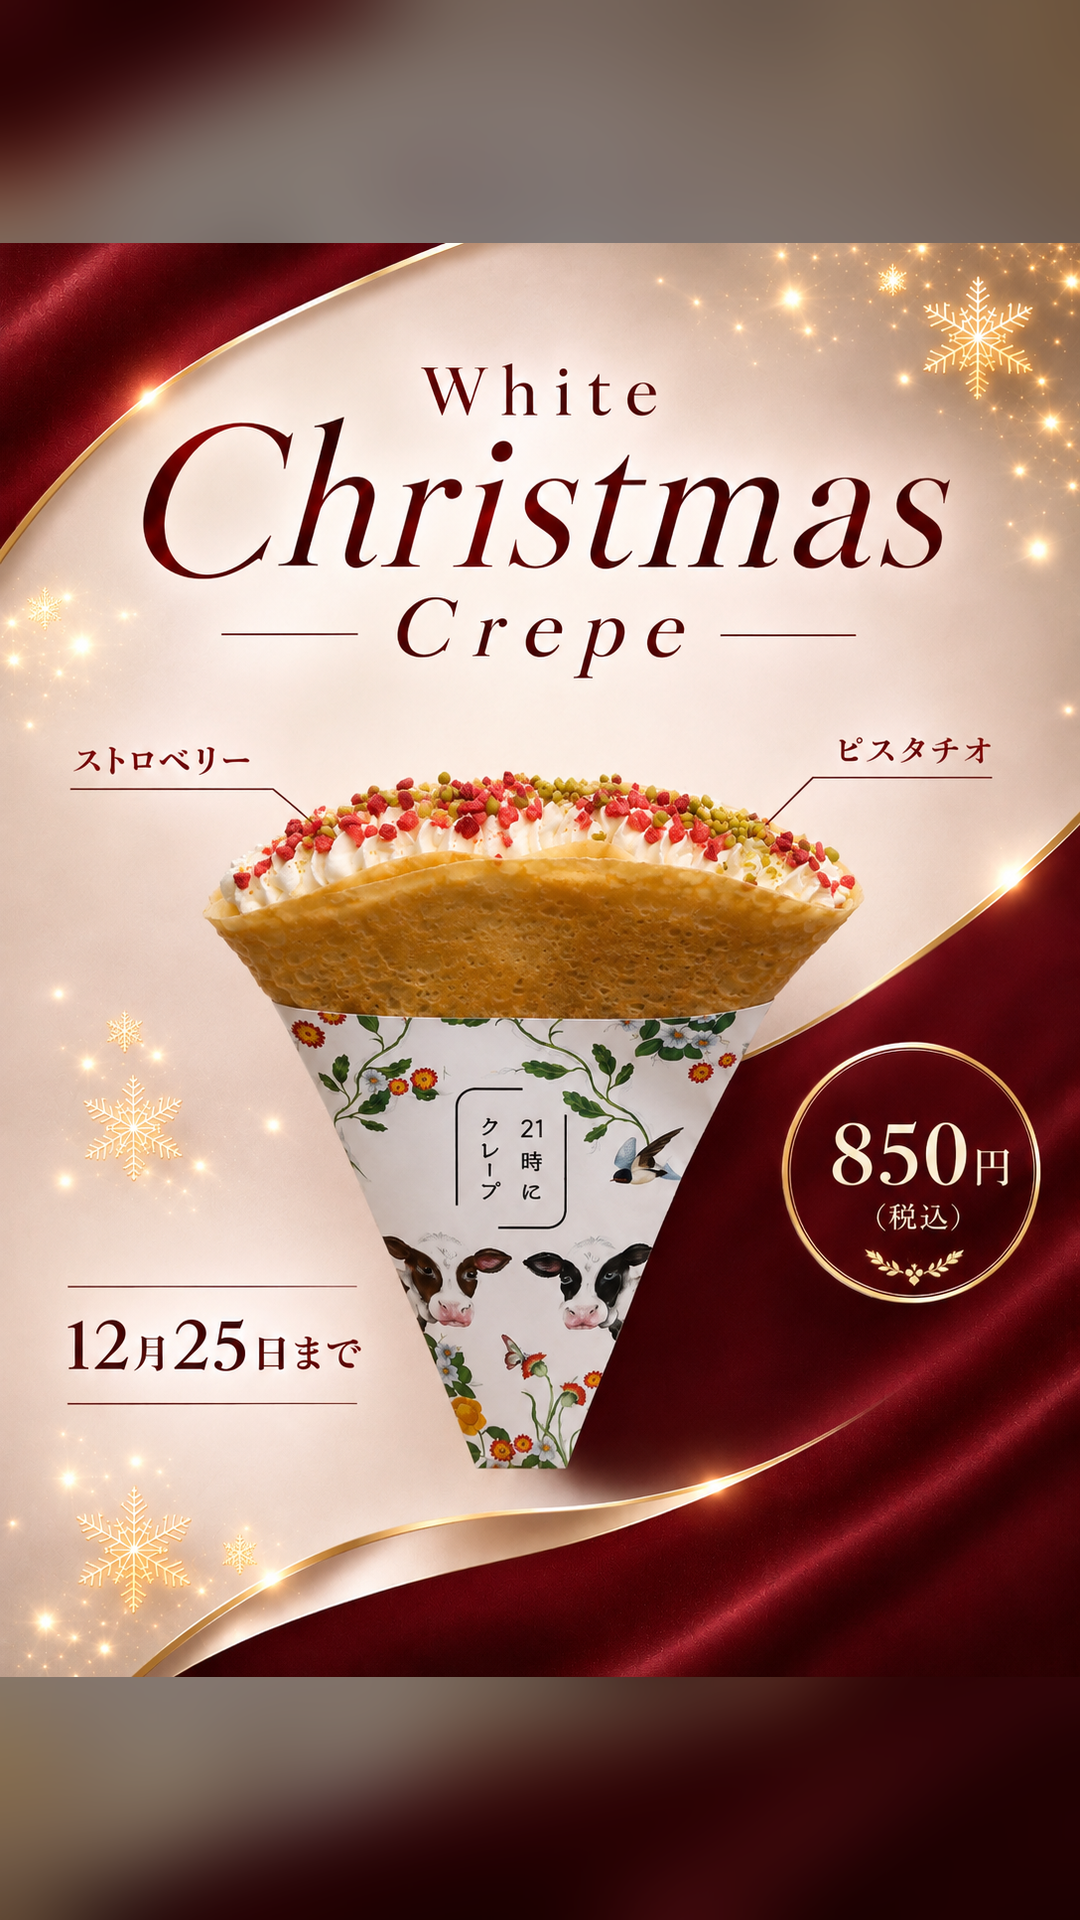 White
Christmas
Crepe
ストロベリー
ピスタチオ
21時に
クレープ
850円
（税込）
12月25日まで